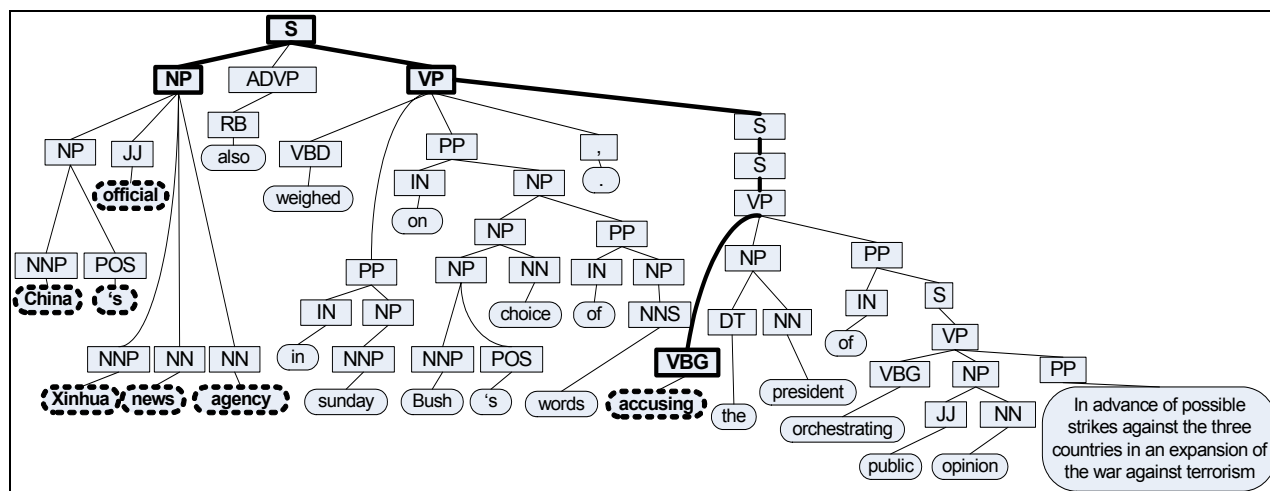 S
NP ADVP VP
RB S
also
NP JJ VBD PP , S
official weighed IN NP . VP
on
NP PP NP PP
NNP POS PP NP NN IN NP IN S
China 's IN NP choice of NNS DT NN of VP
NNP NN NN in NNP NNP POS VBG VBG NP PP
Xinhua news agency sunday Bush 's words accusing the president orchestrating JJ NN
public opinion
In advance of possible
strikes against the three
countries in an expansion of
the war against terrorism